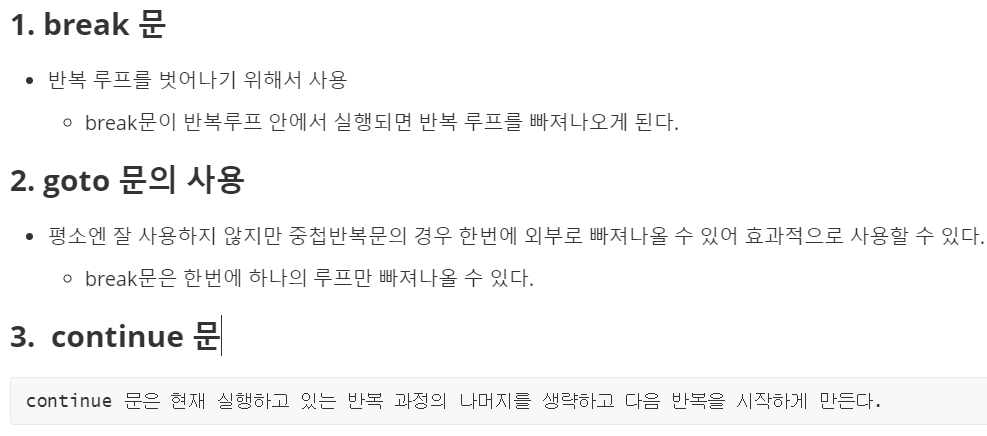 1. break 문
반복 루프를 벗어나기 위해서 사용
break문이 반복루프 안에서 실행되면 반복 루프를 빠져나오게 된다.
2. goto 문의 사용
평소엔 잘 사용하지 않지만 중첩반복문의 경우 한번에 외부로 빠져나올 수 있어 효과적으로 사용할 수 있다.
break문은 한번에 하나의 루프만 빠져나올 수 있다.
3. continue 문
continue 문은 현재 실행하고 있는 반복 과정의 나머지를 생략하고 다음 반복을 시작하게 만든다.